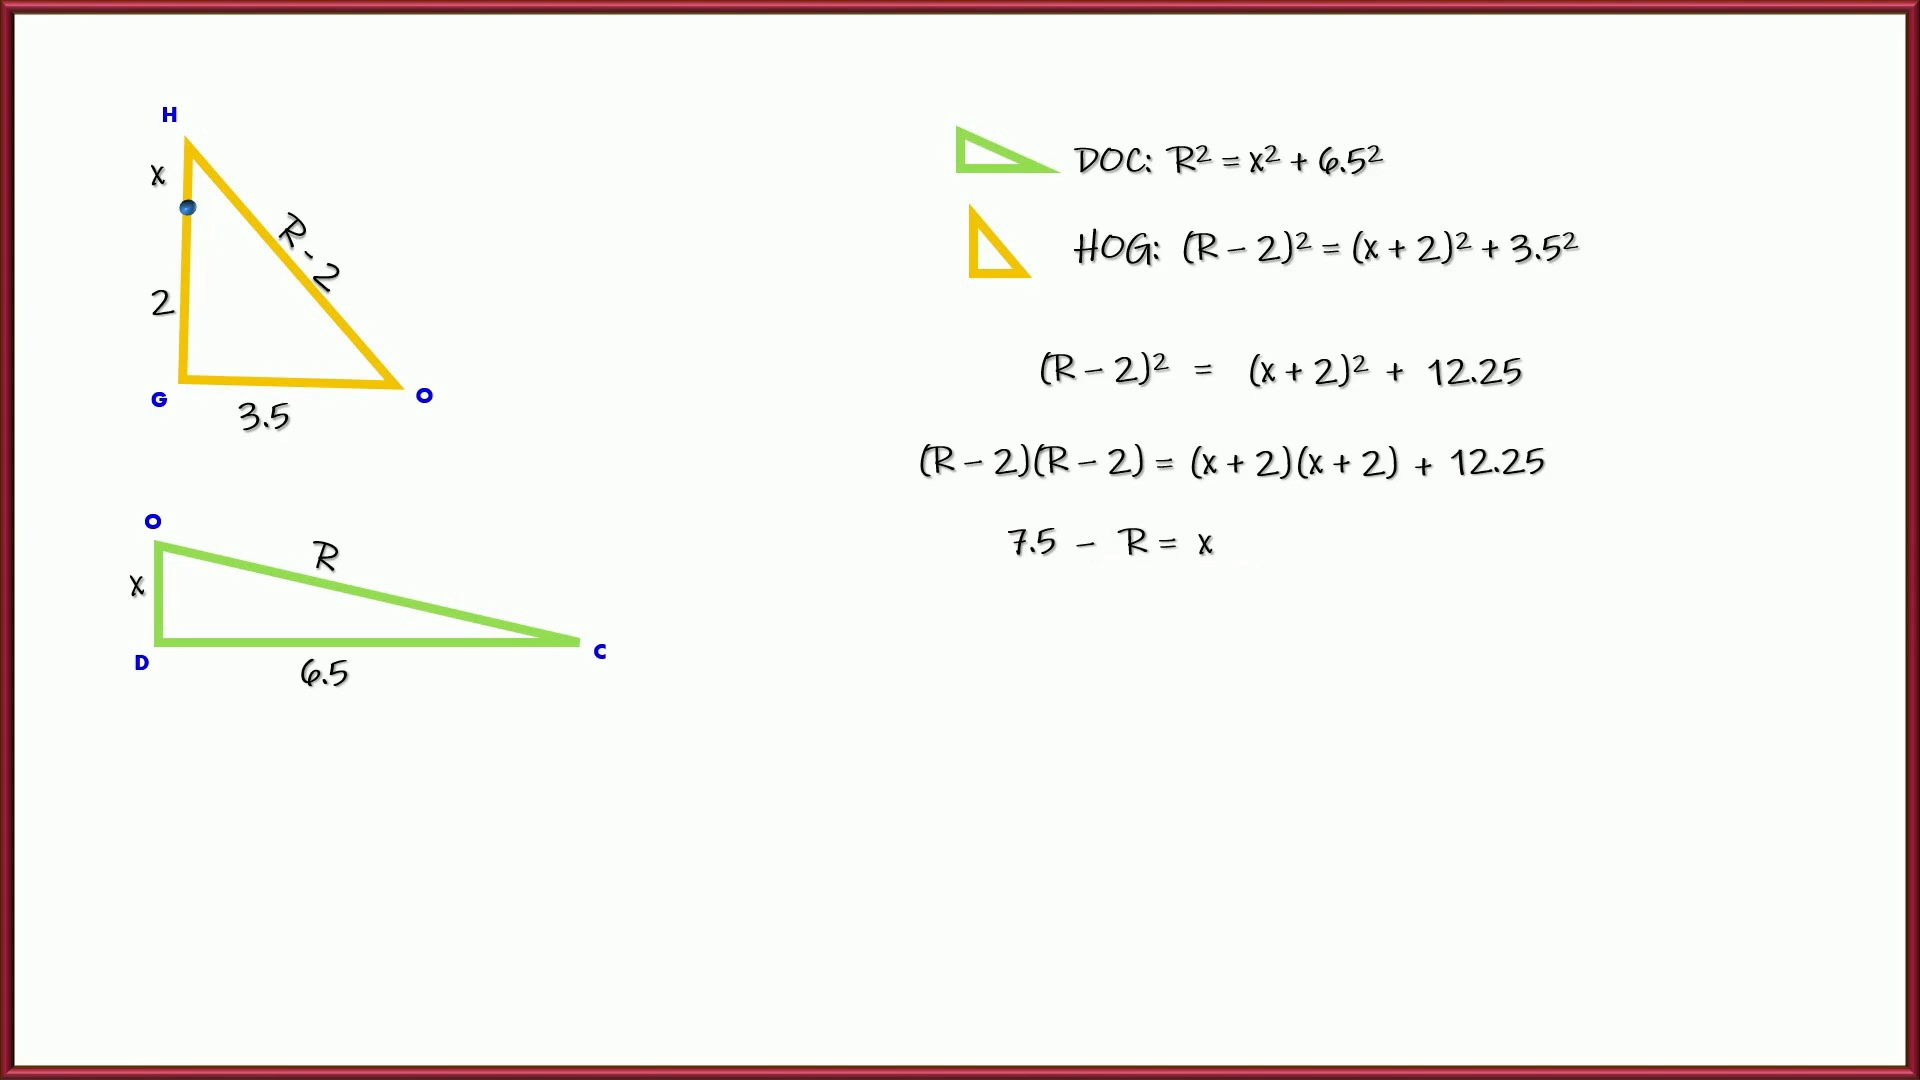 H
x
R - 2
2
G
3.5
O
O
R
x
D
6.5
C
DOC: R² = x² + 6.5²
HOG: (R - 2)² = (x + 2)² + 3.5²
(R - 2)² = (x + 2)² + 12.25
(R - 2)(R - 2) = (x + 2)(x + 2) + 12.25
7.5 - R = x